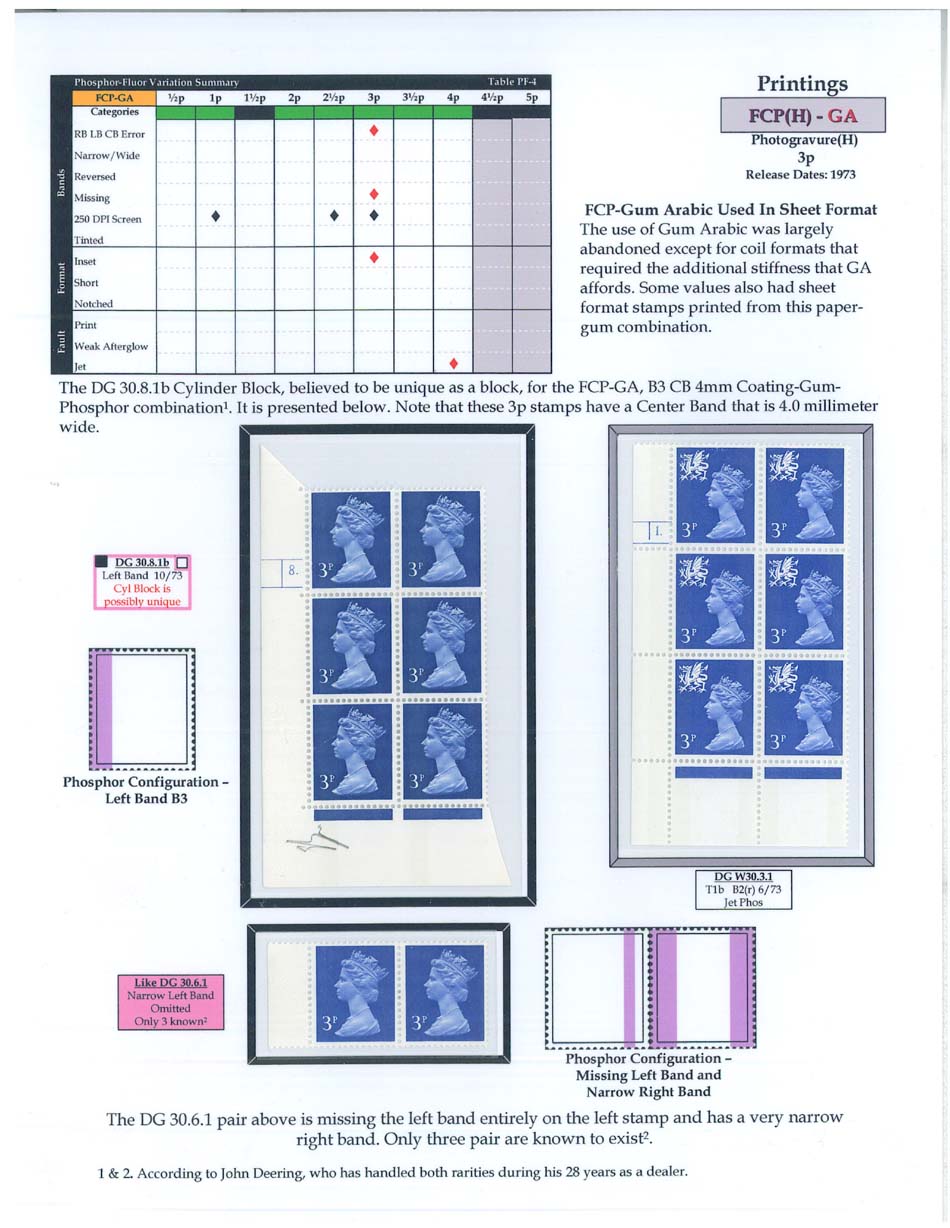 Phosphor-Fluor Variation Summary Table PF-4
FCP-GA ½p 1p 1½p 2p 2½p 3p 3½p 4p 4½p 5p
Categories
Bands
RB LB CB Error
Narrow/Wide
Reversed
Missing
250 DPI Screen
Tinted
Format
Inset
Short
Notched
Fault
Print
Weak Afterglow
Jet
Printings
FCP(H) - GA
Photogravure(H)
3p
Release Dates: 1973
FCP-Gum Arabic Used In Sheet Format
The use of Gum Arabic was largely
abandoned except for coil formats that
required the additional stiffness that GA
affords. Some values also had sheet
format stamps printed from this paper-
gum combination.
The DG 30.8.1b Cylinder Block, believed to be unique as a block, for the FCP-GA, B3 CB 4mm Coating-Gum-
Phosphor combination¹. It is presented below. Note that these 3p stamps have a Center Band that is 4.0 millimeter
wide.
DG 30.8.1b
Left Band 10/73
Cyl Block is
possibly unique
Phosphor Configuration –
Left Band B3
8.
3P 3P
3P 3P
3P 3P
1.
3P 3P
3P 3P
3P 3P
DG W30.3.1
T1b B2(r) 6/73
Jet Phos
Like DG 30.6.1
Narrow Left Band
Omitted
Only 3 known²
3P 3P
Phosphor Configuration –
Missing Left Band and
Narrow Right Band
The DG 30.6.1 pair above is missing the left band entirely on the left stamp and has a very narrow
right band. Only three pair are known to exist².
1 & 2. According to John Deering, who has handled both rarities during his 28 years as a dealer.